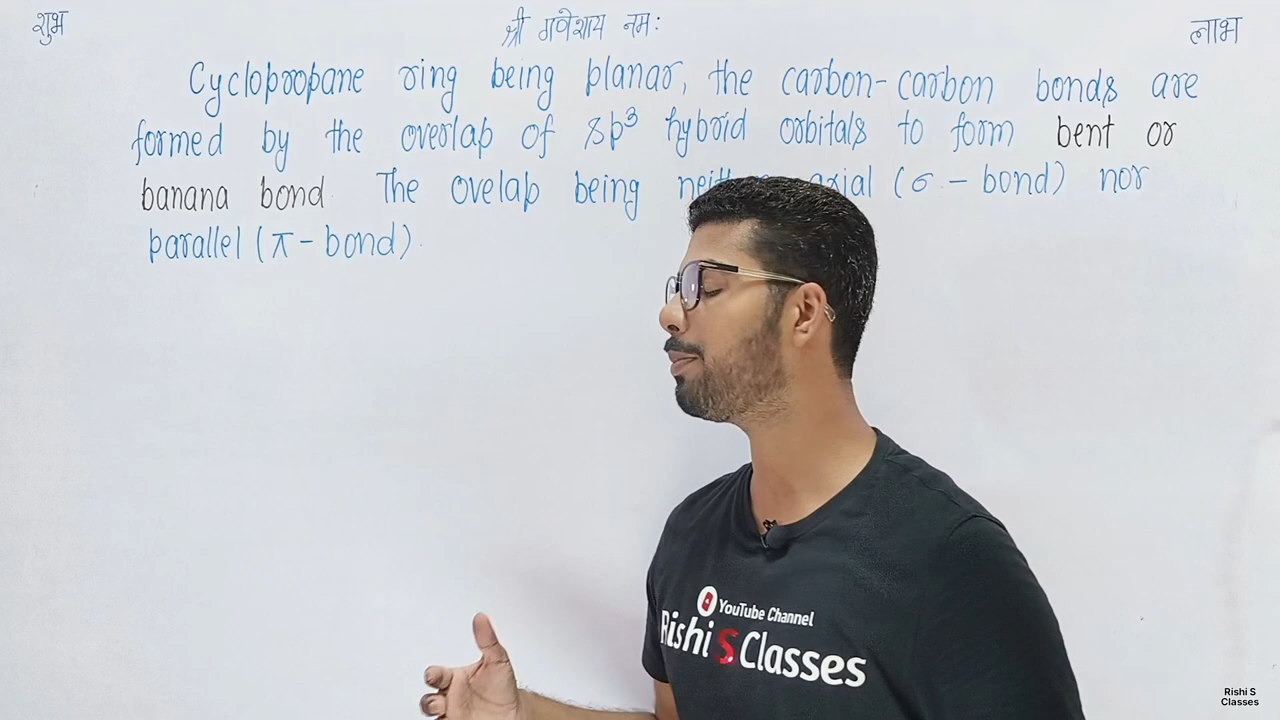 शुभ श्री गणेशाय नमः लाभ
Cyclopropane ring being planar, the carbon-carbon bonds are
formed by the overlap of sp³ hybrid orbitals to form bent or
banana bond. The ovelap being (σ - bond) nor
parallel (π - bond).
YouTube Channel
Rishi S Classes
Rishi S
Classes